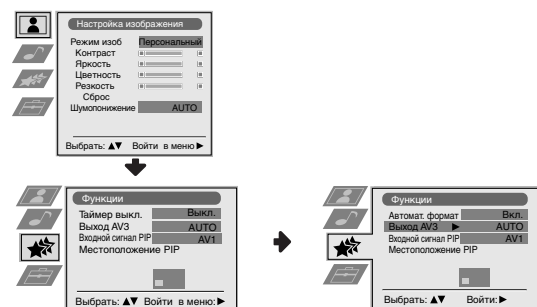 Настройка изображения
Режим изоб Персональный
Контраст
Яркость
Цветность
Резкость
Сброс
Шумопонижение AUTO
Выбрать: ▲▼ Войти в меню ▶
Функции
Таймер выкл. Выкл.
Выход AV3 AUTO
Входной сигнал PIP AV1
Местоположение PIP
Выбрать: ▲▼ Войти в меню: ▶
Функции
Автомат. формат Вкл.
Выход AV3 ▶ AUTO
Входной сигнал PIP AV1
Местоположение PIP
Выбрать: ▲▼ Войти: ▶